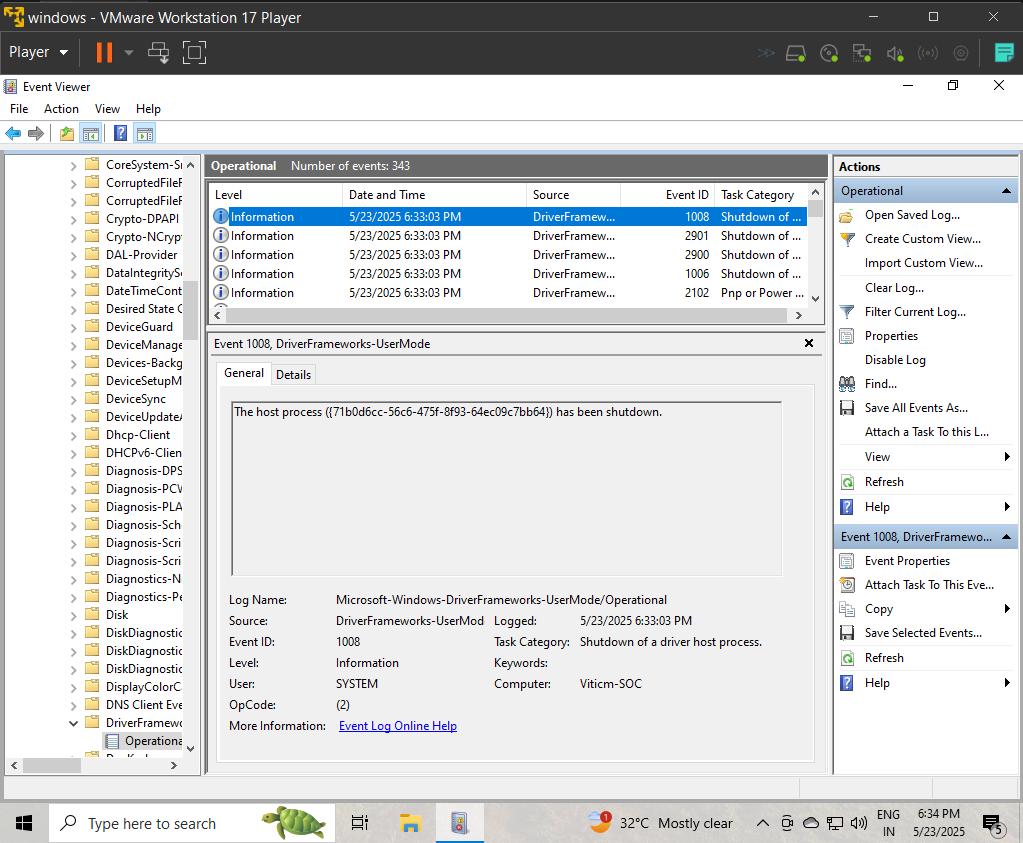 windows - VMware Workstation 17 Player
Player
Event Viewer
File Action View Help
CoreSystem-Sr
CorruptedFileF
CorruptedFileF
Crypto-DPAPI
Crypto-NCryp
DAL-Provider
DataIntegritySe
DateTimeCont
Desired State C
DeviceGuard
DeviceManage
Devices-Backg
DeviceSetupM
DeviceSync
DeviceUpdateA
Dhcp-Client
DHCPv6-Clien
Diagnosis-DPS
Diagnosis-PCW
Diagnosis-PLA
Diagnosis-Sch
Diagnosis-Scri
Diagnosis-Scri
Diagnostics-N
Diagnostics-Pe
Disk
DiskDiagnostic
DiskDiagnostic
DiskDiagnostic
DisplayColorC
DNS Client Eve
DriverFramewo
Operationa
Operational Number of events: 343
Level Date and Time Source Event ID Task Category
Information 5/23/2025 6:33:03 PM DriverFramew... 1008 Shutdown of ...
Information 5/23/2025 6:33:03 PM DriverFramew... 2901 Shutdown of ...
Information 5/23/2025 6:33:03 PM DriverFramew... 2900 Shutdown of ...
Information 5/23/2025 6:33:03 PM DriverFramew... 1006 Shutdown of ...
Information 5/23/2025 6:33:03 PM DriverFramew... 2102 Pnp or Power ...
Event 1008, DriverFrameworks-UserMode
General Details
The host process ({71b0d6cc-56c6-475f-8f93-64ec09c7bb64}) has been shutdown.
Log Name: Microsoft-Windows-DriverFrameworks-UserMode/Operational
Source: DriverFrameworks-UserMod Logged: 5/23/2025 6:33:03 PM
Event ID: 1008 Task Category: Shutdown of a driver host process.
Level: Information Keywords:
User: SYSTEM Computer: Viticm-SOC
OpCode: (2)
More Information: Event Log Online Help
Actions
Operational
Open Saved Log...
Create Custom View...
Import Custom View...
Clear Log...
Filter Current Log...
Properties
Disable Log
Find...
Save All Events As...
Attach a Task To this L...
View
Refresh
Help
Event 1008, DriverFramewo...
Event Properties
Attach Task To This Eve...
Copy
Save Selected Events...
Refresh
Help
Type here to search
1
32°C Mostly clear
ENG
IN
6:34 PM
5/23/2025
5